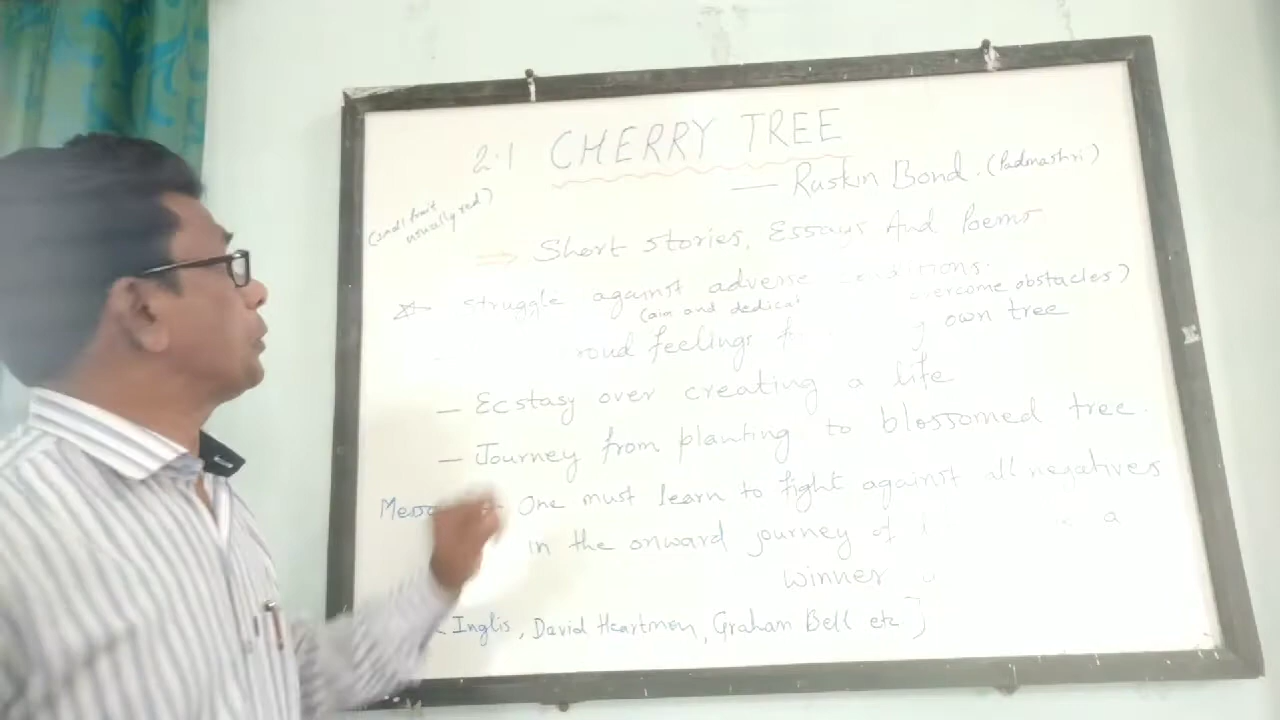 2.1 CHERRY TREE
— Ruskin Bond. (Padmashri)
(small fruit
usually red)
Short stories, Essays And Poems
struggle against adverse
(aim and dedica overcome obstacles)
feelings own tree
— Ecstasy over creating a life
— Journey from planting to blossomed tree.
One must learn to fight against all negatives
in the onward journey of a
winner
Inglis, David Heartmon, Graham Bell etc.]